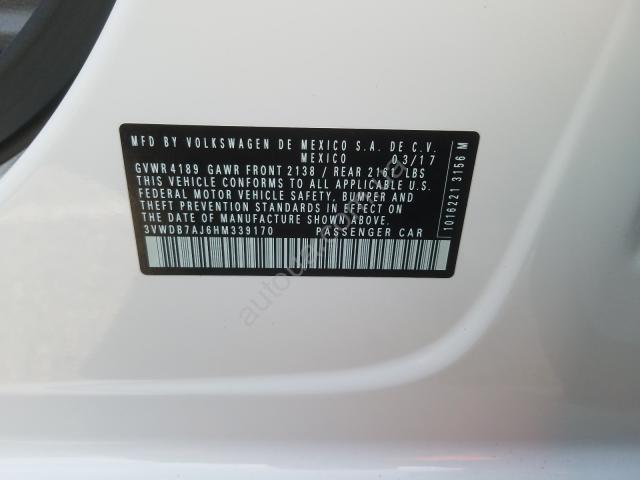 MFD BY VOLKSWAGEN DE MEXICO S.A. DE C.V.
MEXICO 03/17
GVWR 4189 GAWR FRONT 2138 / REAR 2161 LBS
THIS VEHICLE CONFORMS TO ALL APPLICABLE U.S.
FEDERAL MOTOR VEHICLE SAFETY, BUMPER AND
THEFT PREVENTION STANDARDS IN EFFECT ON THE
DATE OF MANUFACTURE SHOWN ABOVE.
3VWDB7AJ6HM339170 PASSENGER CAR
1016221 3156 M